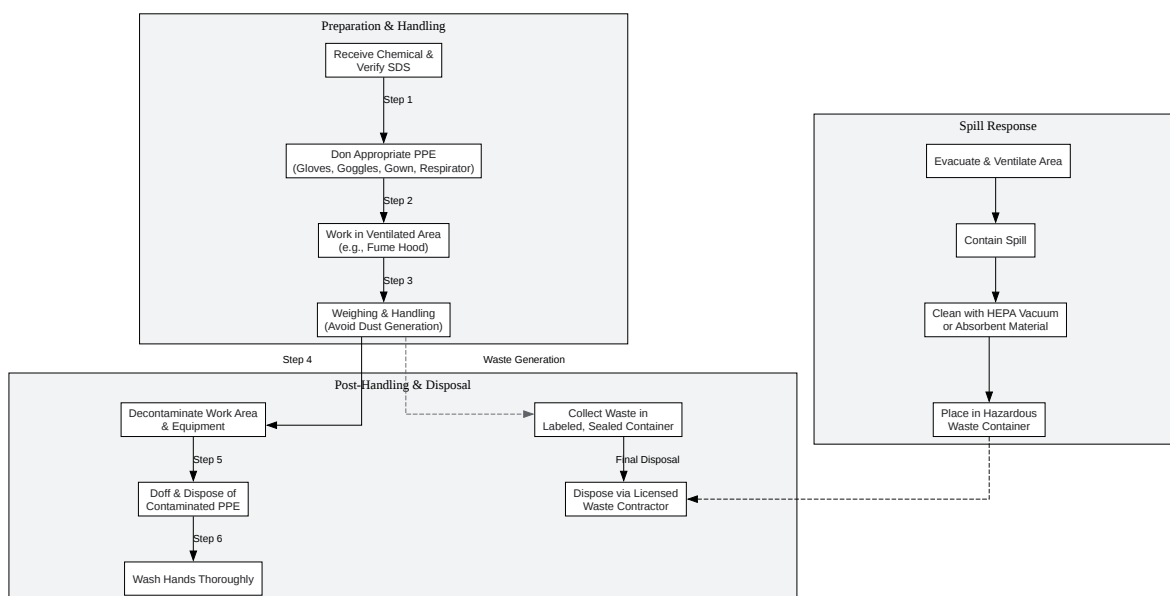 Preparation & Handling
Receive Chemical &
Verify SDS
Step 1
Don Appropriate PPE
(Gloves, Goggles, Gown, Respirator)
Step 2
Work in Ventilated Area
(e.g., Fume Hood)
Step 3
Weighing & Handling
(Avoid Dust Generation)
Step 4
Waste Generation
Post-Handling & Disposal
Decontaminate Work Area
& Equipment
Step 5
Doff & Dispose of
Contaminated PPE
Step 6
Wash Hands Thoroughly
Collect Waste in
Labeled, Sealed Container
Final Disposal
Dispose via Licensed
Waste Contractor
Spill Response
Evacuate & Ventilate Area
Contain Spill
Clean with HEPA Vacuum
or Absorbent Material
Place in Hazardous
Waste Container